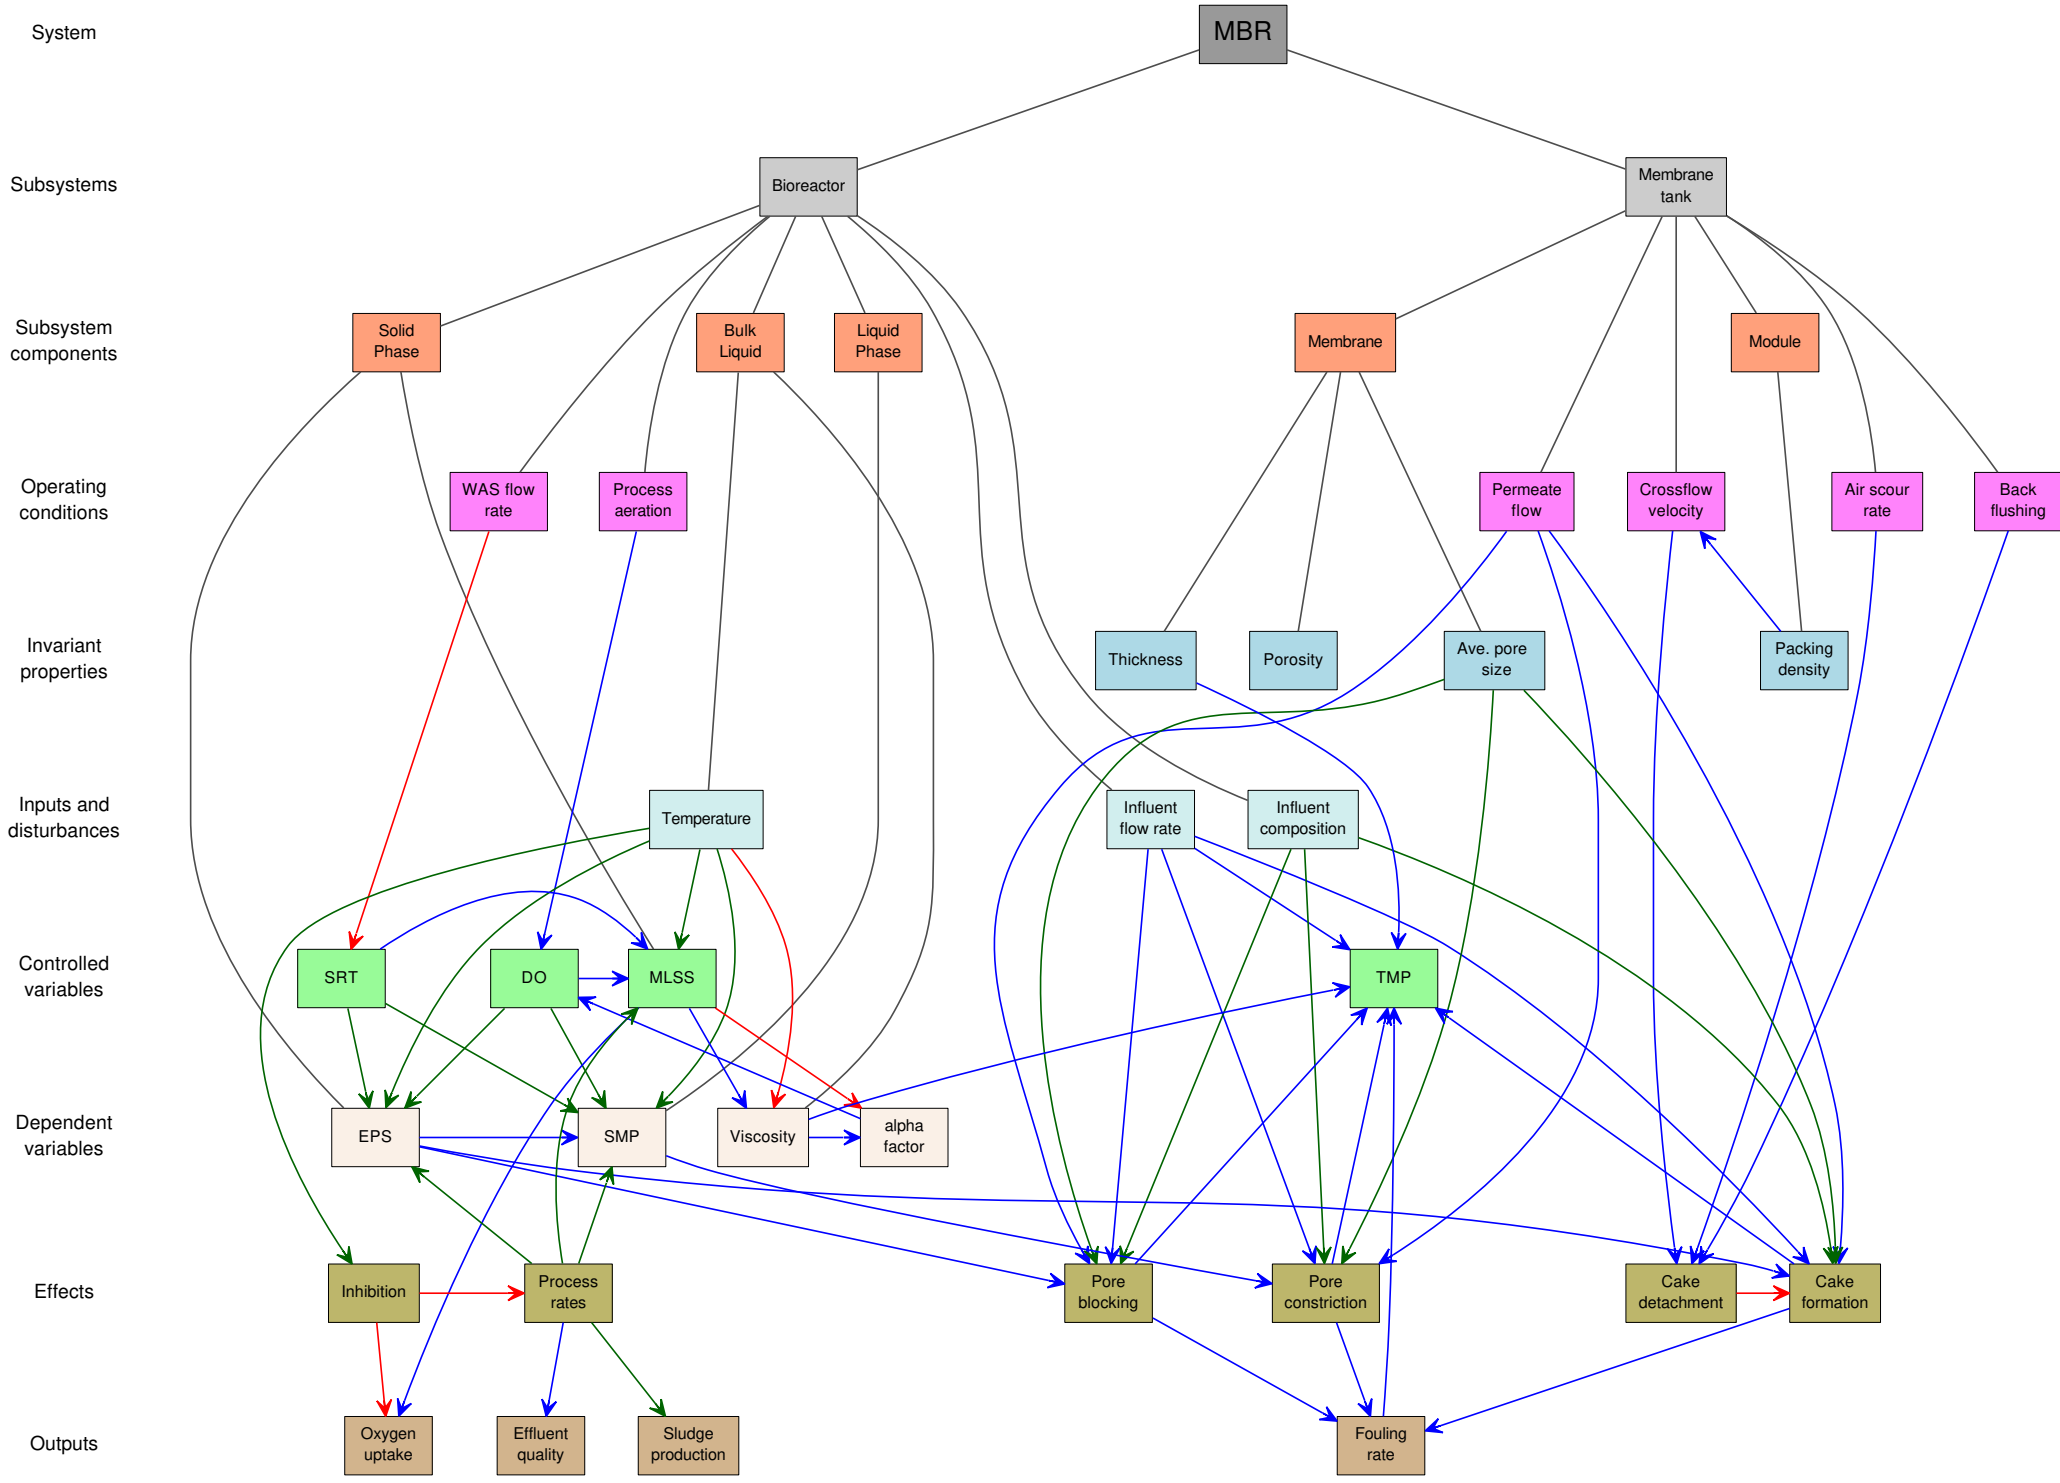 System
MBR
Subsystems
Bioreactor
Membrane
tank
Subsystem
components
Solid
Phase
Bulk
Liquid
Liquid
Phase
Membrane
Module
Operating
conditions
WAS flow
rate
Process
aeration
Permeate
flow
Crossflow
velocity
Air scour
rate
Back
flushing
Invariant
properties
Thickness
Porosity
Ave. pore
size
Packing
density
Inputs and
disturbances
Temperature
Influent
flow rate
Influent
composition
Controlled
variables
SRT
DO
MLSS
TMP
Dependent
variables
EPS
SMP
Viscosity
alpha
factor
Effects
Inhibition
Process
rates
Pore
blocking
Pore
constriction
Cake
detachment
Cake
formation
Outputs
Oxygen
uptake
Effluent
quality
Sludge
production
Fouling
rate